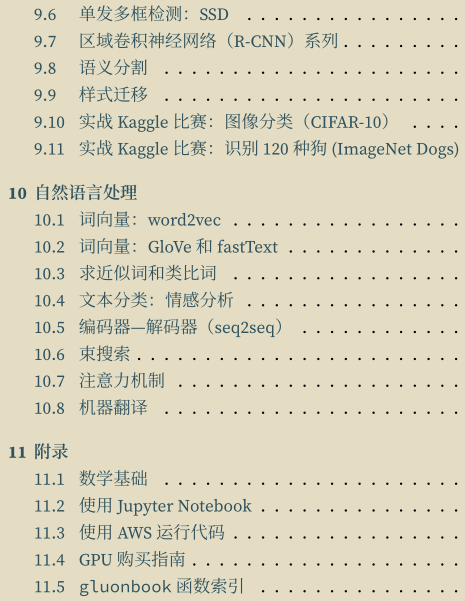 9.6 单发多框检测：SSD . . . . . . . . . . . . . . . .
9.7 区域卷积神经网络（R-CNN）系列 . . . . . . . . .
9.8 语义分割 . . . . . . . . . . . . . . . . . . . . . .
9.9 样式迁移 . . . . . . . . . . . . . . . . . . . . . .
9.10 实战 Kaggle 比赛：图像分类（CIFAR-10） . . . .
9.11 实战 Kaggle 比赛：识别 120 种狗 (ImageNet Dogs)
10 自然语言处理
10.1 词向量：word2vec . . . . . . . . . . . . . . . . .
10.2 词向量：GloVe 和 fastText . . . . . . . . . . . . .
10.3 求近似词和类比词 . . . . . . . . . . . . . . . . .
10.4 文本分类：情感分析 . . . . . . . . . . . . . . . .
10.5 编码器—解码器（seq2seq） . . . . . . . . . . . .
10.6 束搜索 . . . . . . . . . . . . . . . . . . . . . . . .
10.7 注意力机制 . . . . . . . . . . . . . . . . . . . . .
10.8 机器翻译 . . . . . . . . . . . . . . . . . . . . . .
11 附录
11.1 数学基础 . . . . . . . . . . . . . . . . . . . . . .
11.2 使用 Jupyter Notebook . . . . . . . . . . . . . . .
11.3 使用 AWS 运行代码 . . . . . . . . . . . . . . . . .
11.4 GPU 购买指南 . . . . . . . . . . . . . . . . . . . .
11.5 gluonbook 函数索引 . . . . . . . . . . . . . . .